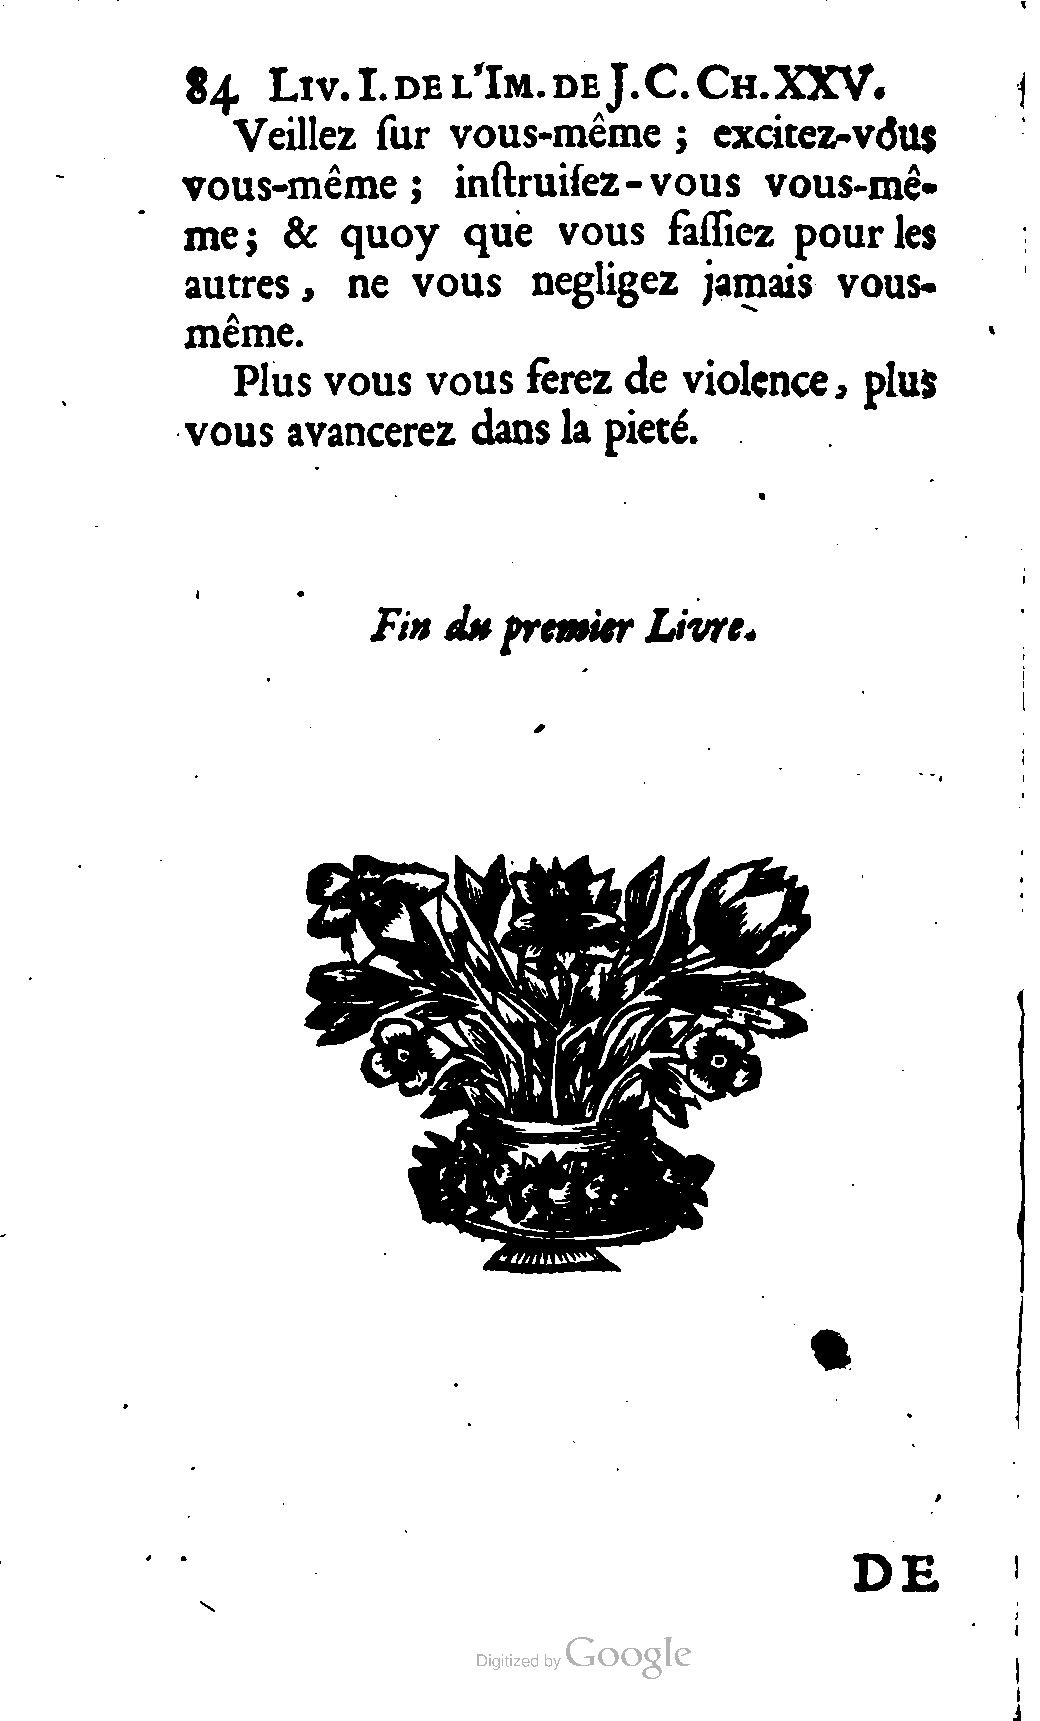 84 Liv. I. de l'Im. de J. C. Ch. XXV.
Veillez ſur vous-même ; excitez-vous
vous-même ; inſtruiſez-vous vous-mê-
me ; & quoy que vous faſſiez pour les
autres , ne vous negligez jamais vous-
même.
Plus vous vous ferez de violence , plus
vous avancerez dans la pieté.
Fin du premier Livre.
DE
Digitized by Google